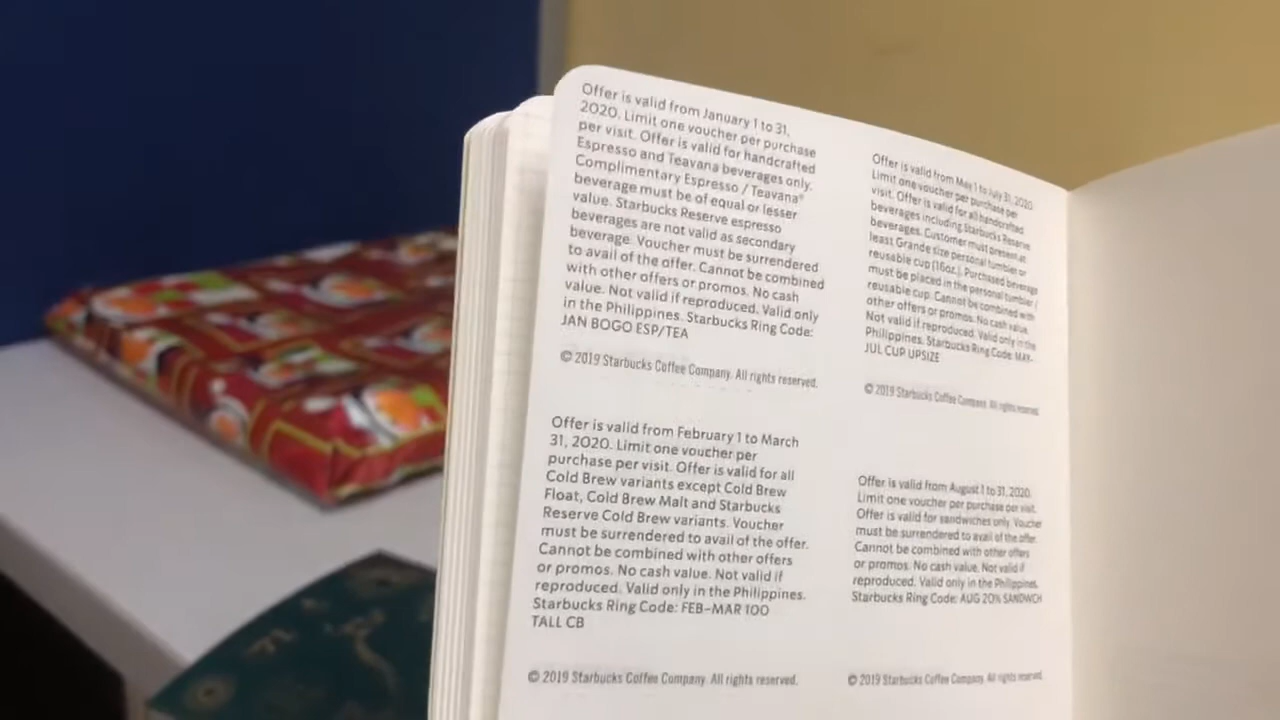 Offer is valid from January 1 to 31,
2020. Limit one voucher per purchase
per visit. Offer is valid for handcrafted
Espresso and Teavana beverages only.
Complimentary Espresso / Teavana®
beverage must be of equal or lesser
value. Starbucks Reserve espresso
beverages are not valid as secondary
beverage. Voucher must be surrendered
to avail of the offer. Cannot be combined
with other offers or promos. No cash
value. Not valid if reproduced. Valid only
in the Philippines. Starbucks Ring Code:
JAN BOGO ESP/TEA
© 2019 Starbucks Coffee Company. All rights reserved.
Offer is valid from February 1 to March
31, 2020. Limit one voucher per
purchase per visit. Offer is valid for all
Cold Brew variants except Cold Brew
Float, Cold Brew Malt and Starbucks
Reserve Cold Brew variants. Voucher
must be surrendered to avail of the offer.
Cannot be combined with other offers
or promos. No cash value. Not valid if
reproduced. Valid only in the Philippines.
Starbucks Ring Code: FEB-MAR 100
TALL CB
© 2019 Starbucks Coffee Company. All rights reserved.
Offer is valid from May 1 to July 31, 2020.
Limit one voucher per purchase per
visit. Offer is valid for all handcrafted
beverages including Starbucks Reserve
beverages. Customer must present at
least Grande size personal tumbler or
reusable cup (16oz.). Purchased beverage
must be placed in the personal tumbler /
reusable cup. Cannot be combined with
other offers or promos. No cash value.
Not valid if reproduced. Valid only in the
Philippines. Starbucks Ring Code: MAY-
JUL CUP UPSIZE
© 2019 Starbucks Coffee Company. All rights reserved.
Offer is valid from August 1 to 31, 2020.
Limit one voucher per purchase per visit.
Offer is valid for sandwiches only. Voucher
must be surrendered to avail of the offer.
Cannot be combined with other offers
or promos. No cash value. Not valid if
reproduced. Valid only in the Philippines.
Starbucks Ring Code: AUG 20% SANDWCH
© 2019 Starbucks Coffee Company. All rights reserved.